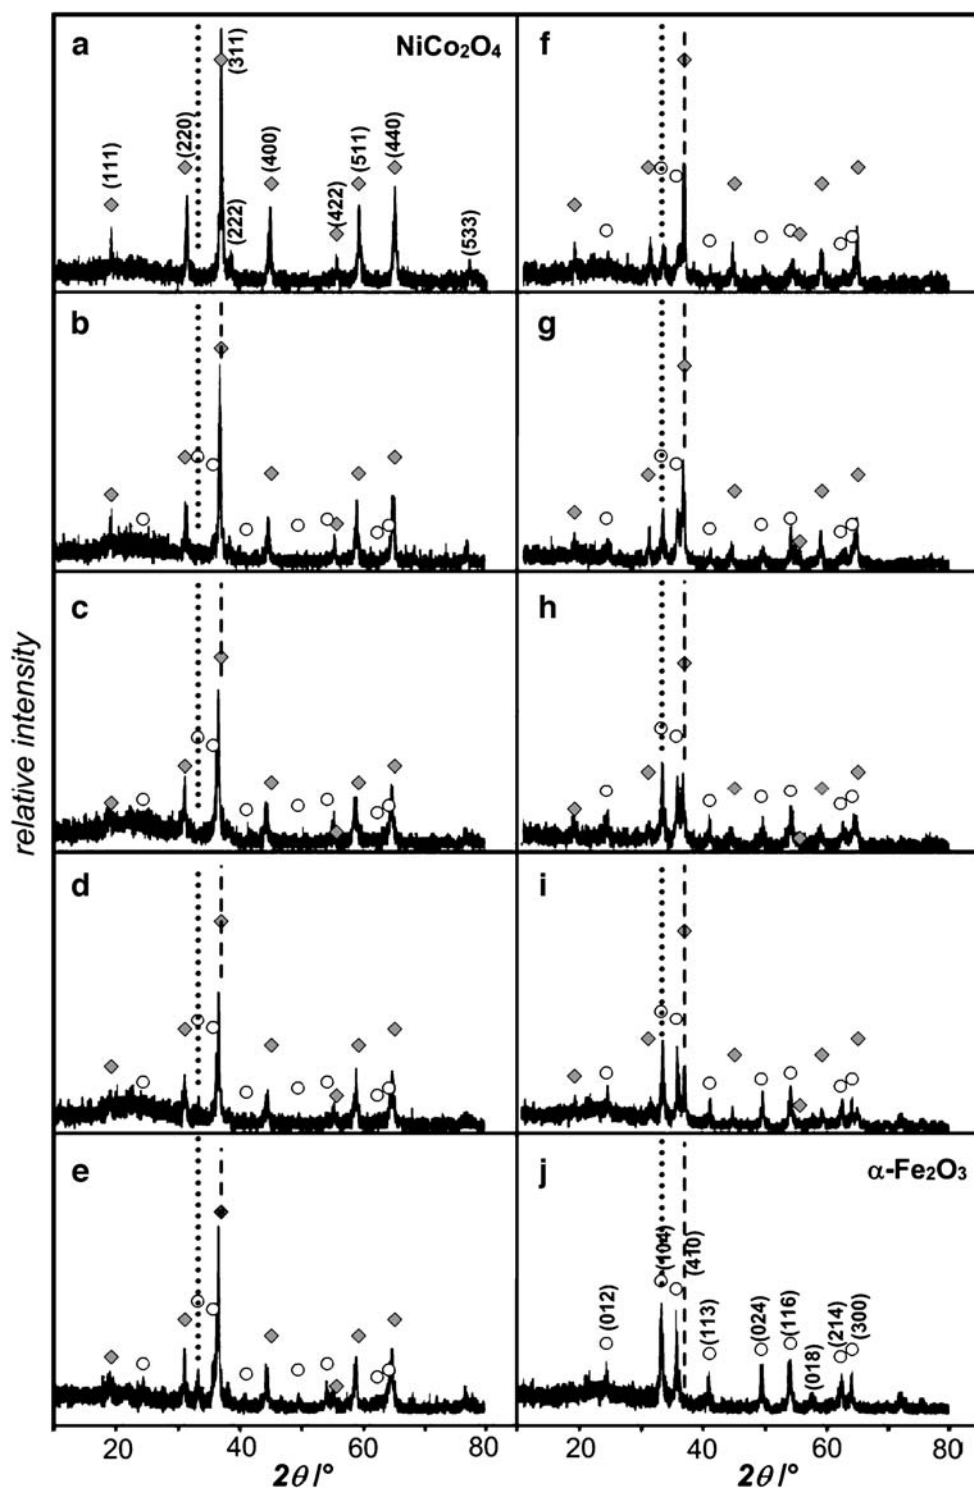 a
NiCo₂O₄
(111)
(220)
(311)
(222)
(400)
(422)
(511)
(440)
(533)
f
b
g
c
h
d
i
e
j
α-Fe₂O₃
(012)
(104)
(410)
(113)
(024)
(116)
(018)
(214)
(300)
relative intensity
20
40
60
80
20
40
60
80
2θ /°
2θ /°